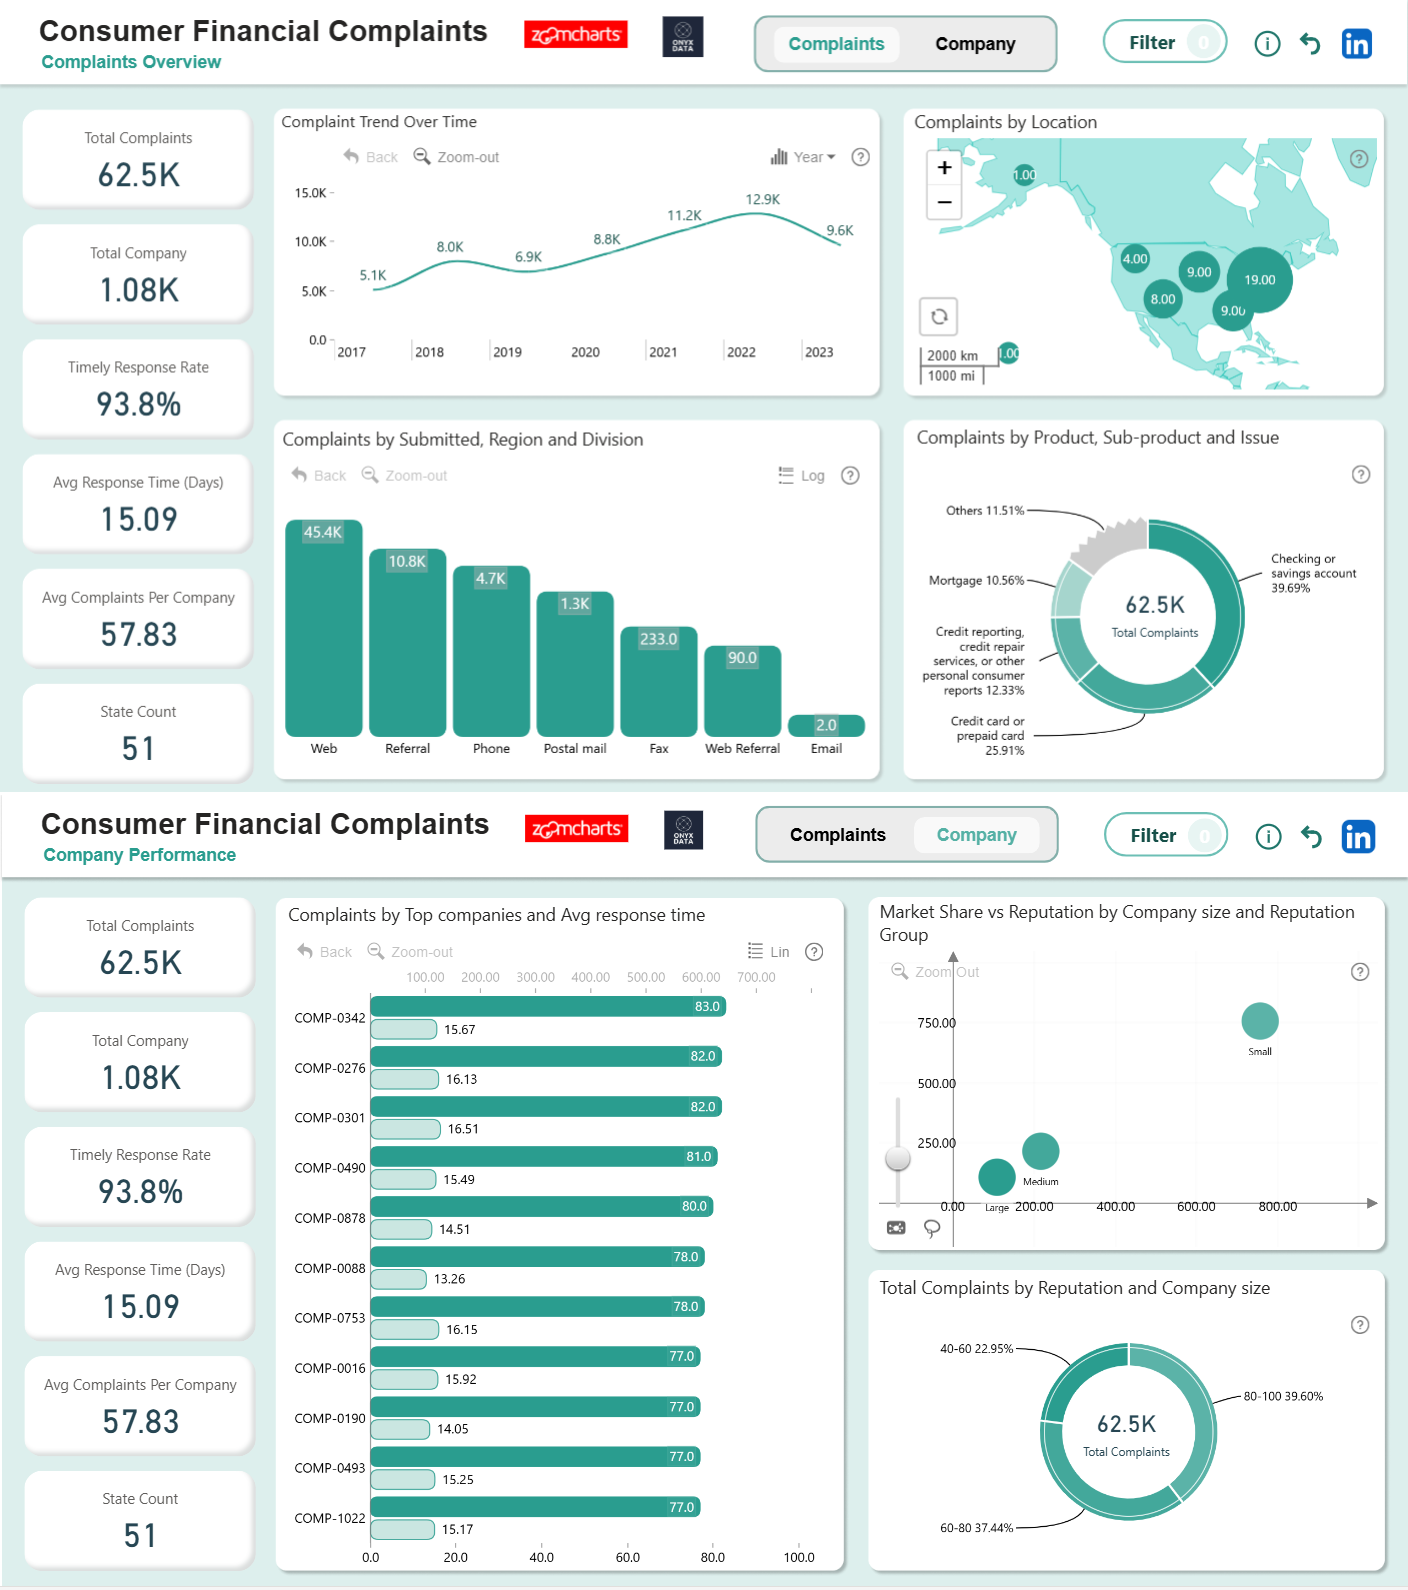 Consumer Financial Complaints
Complaints Overview
zoomcharts
ONYX
DATA
Complaints
Company
Filter 0
i
in
Total Complaints
62.5K
Total Company
1.08K
Timely Response Rate
93.8%
Avg Response Time (Days)
15.09
Avg Complaints Per Company
57.83
State Count
51
Complaint Trend Over Time
Back
Zoom-out
Year
?
15.0K
10.0K
5.0K
0.0
5.1K
8.0K
6.9K
8.8K
11.2K
12.9K
9.6K
2017
2018
2019
2020
2021
2022
2023
Complaints by Location
+
−
?
1.00
4.00
9.00
19.00
8.00
9.00
1.00
2000 km
1000 mi
Complaints by Submitted, Region and Division
Back
Zoom-out
Log
?
45.4K
10.8K
4.7K
1.3K
233.0
90.0
2.0
Web
Referral
Phone
Postal mail
Fax
Web Referral
Email
Complaints by Product, Sub-product and Issue
?
Others 11.51%
Mortgage 10.56%
Credit reporting,
credit repair
services, or other
personal consumer
reports 12.33%
Credit card or
prepaid card
25.91%
Checking or
savings account
39.69%
62.5K
Total Complaints
Consumer Financial Complaints
Company Performance
zoomcharts
ONYX
DATA
Complaints
Company
Filter 0
i
in
Total Complaints
62.5K
Total Company
1.08K
Timely Response Rate
93.8%
Avg Response Time (Days)
15.09
Avg Complaints Per Company
57.83
State Count
51
Complaints by Top companies and Avg response time
Back
Zoom-out
Lin
?
100.00 200.00 300.00 400.00 500.00 600.00 700.00
COMP-0342
83.0
15.67
COMP-0276
82.0
16.13
COMP-0301
82.0
16.51
COMP-0490
81.0
15.49
COMP-0878
80.0
14.51
COMP-0088
78.0
13.26
COMP-0753
78.0
16.15
COMP-0016
77.0
15.92
COMP-0190
77.0
14.05
COMP-0493
77.0
15.25
COMP-1022
77.0
15.17
0.0 20.0 40.0 60.0 80.0 100.0
Market Share vs Reputation by Company size and Reputation
Group
Zoom Out
?
750.00
500.00
250.00
Small
Medium
Large
0.00 200.00 400.00 600.00 800.00
Total Complaints by Reputation and Company size
?
40-60 22.95%
80-100 39.60%
60-80 37.44%
62.5K
Total Complaints